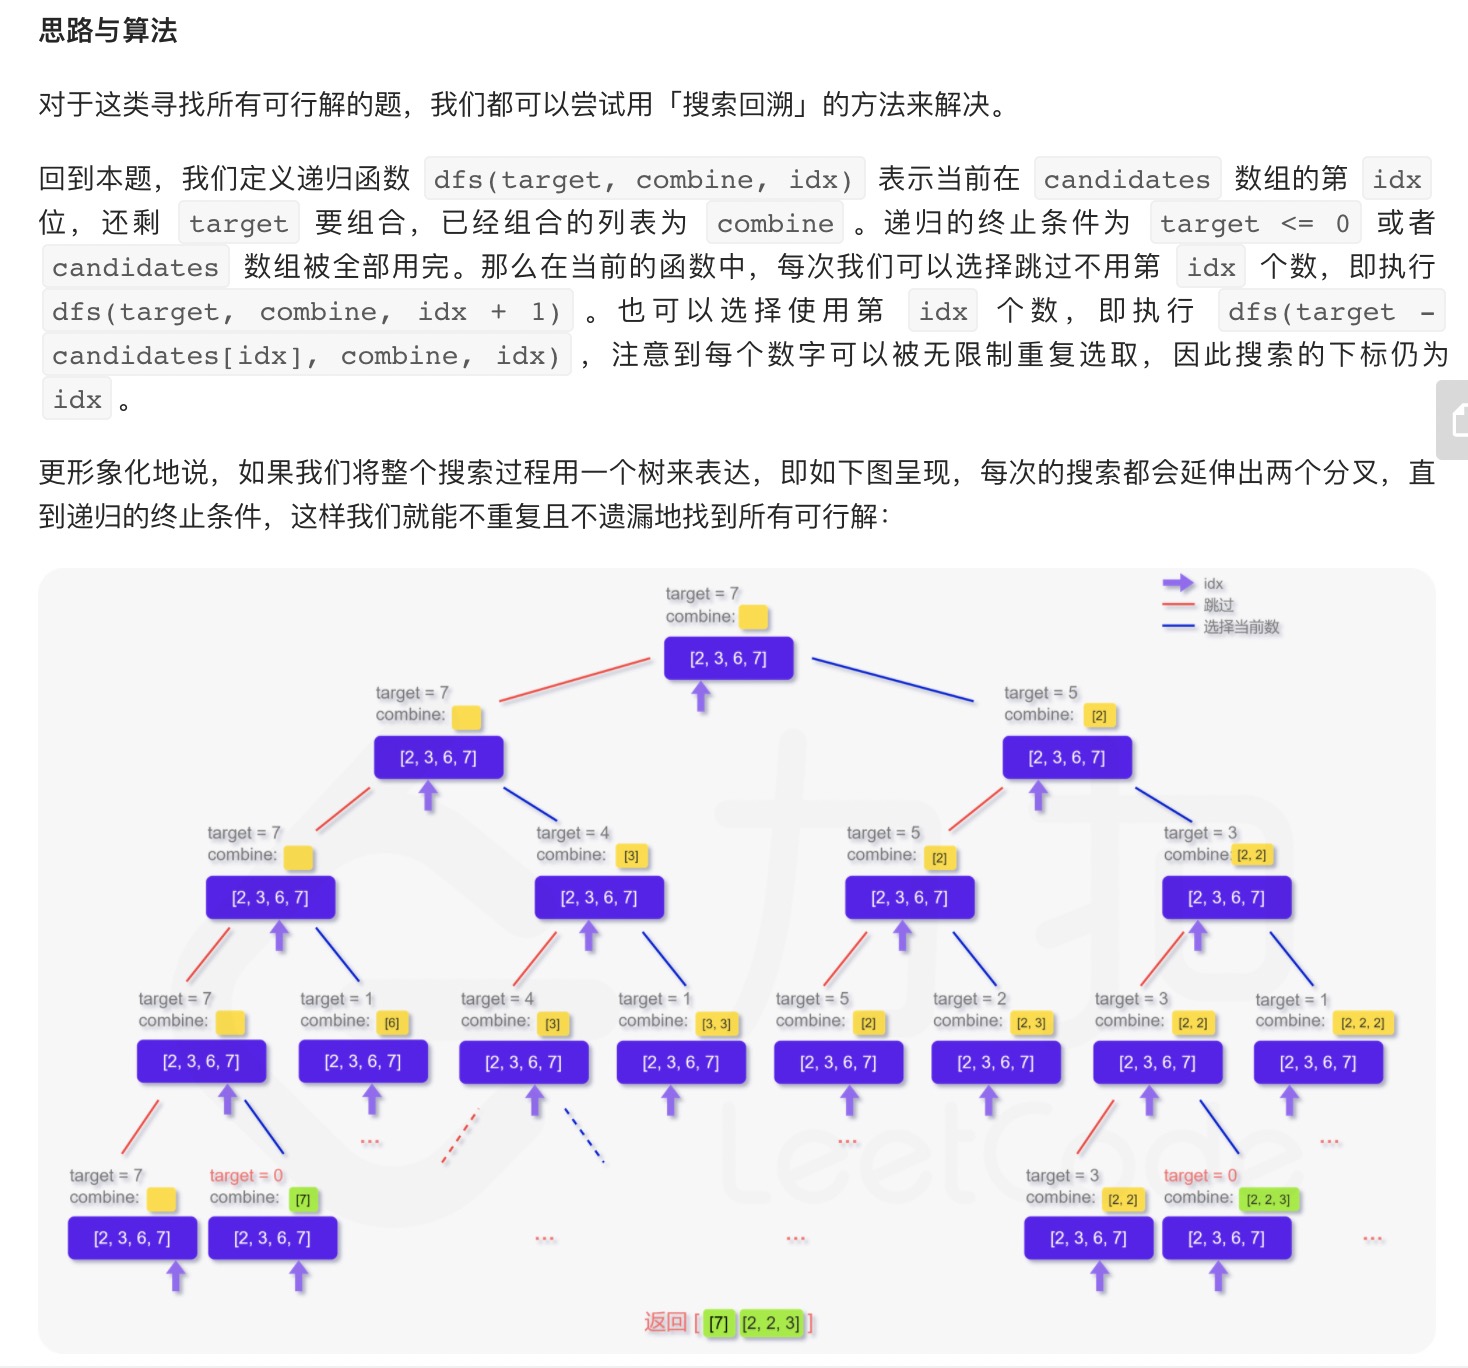 思路与算法
对于这类寻找所有可行解的题，我们都可以尝试用「搜索回溯」的方法来解决。
回到本题，我们定义递归函数 dfs(target, combine, idx) 表示当前在 candidates 数组的第 idx
位，还剩 target 要组合，已经组合的列表为 combine 。递归的终止条件为 target <= 0 或者
candidates 数组被全部用完。那么在当前的函数中，每次我们可以选择跳过不用第 idx 个数，即执行
dfs(target, combine, idx + 1) 。也可以选择使用第 idx 个数，即执行 dfs(target -
candidates[idx], combine, idx) ，注意到每个数字可以被无限制重复选取，因此搜索的下标仍为
idx 。
更形象化地说，如果我们将整个搜索过程用一个树来表达，即如下图呈现，每次的搜索都会延伸出两个分叉，直
到递归的终止条件，这样我们就能不重复且不遗漏地找到所有可行解：
idx
跳过
选择当前数
target = 7
combine:
[2, 3, 6, 7]
target = 7
combine:
[2, 3, 6, 7]
target = 5
combine: [2]
[2, 3, 6, 7]
target = 7
combine:
[2, 3, 6, 7]
target = 4
combine: [3]
[2, 3, 6, 7]
target = 5
combine: [2]
[2, 3, 6, 7]
target = 3
combine: [2, 2]
[2, 3, 6, 7]
target = 7
combine:
[2, 3, 6, 7]
target = 1
combine: [6]
[2, 3, 6, 7]
...
target = 4
combine: [3]
[2, 3, 6, 7]
target = 1
combine: [3, 3]
[2, 3, 6, 7]
target = 5
combine: [2]
[2, 3, 6, 7]
...
target = 2
combine: [2, 3]
[2, 3, 6, 7]
target = 3
combine: [2, 2]
[2, 3, 6, 7]
target = 1
combine: [2, 2, 2]
[2, 3, 6, 7]
...
target = 7
combine:
[2, 3, 6, 7]
target = 0
combine: [7]
[2, 3, 6, 7]
...
...
target = 3
combine: [2, 2]
[2, 3, 6, 7]
target = 0
combine: [2, 2, 3]
[2, 3, 6, 7]
...
力扣
LeetCode
返回 [ [7] [2, 2, 3] ]